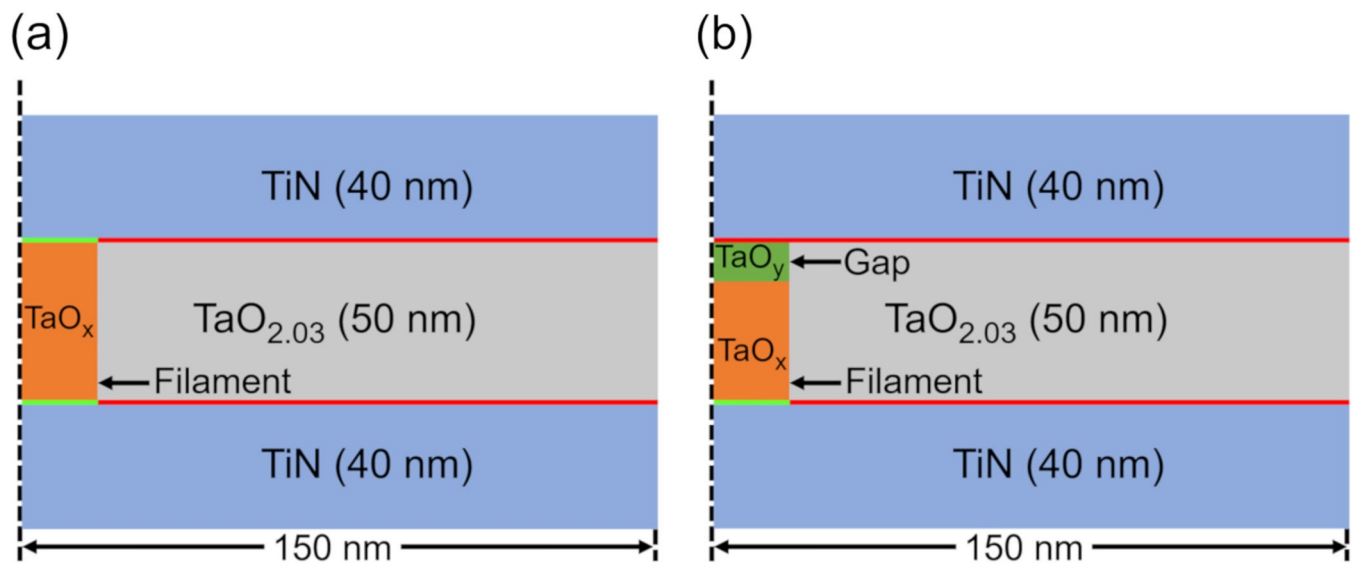 (a)
TiN (40 nm)
TaOₓ
TaO₂.₀₃ (50 nm)
Filament
TiN (40 nm)
150 nm
(b)
TiN (40 nm)
TaOᵧ
Gap
TaO₂.₀₃ (50 nm)
TaOₓ
Filament
TiN (40 nm)
150 nm